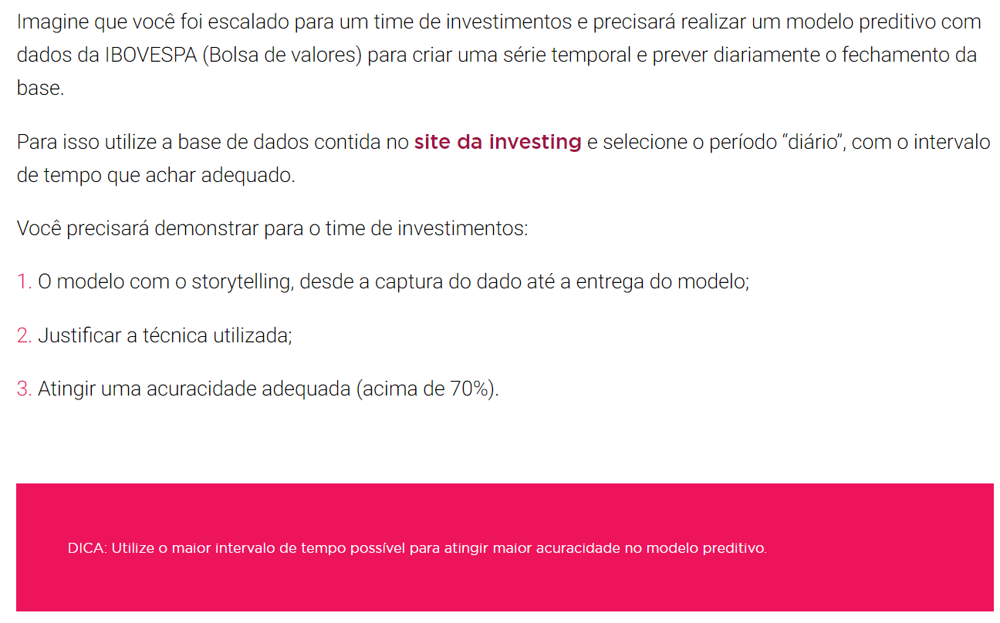 Imagine que você foi escalado para um time de investimentos e precisará realizar um modelo preditivo com
dados da IBOVESPA (Bolsa de valores) para criar uma série temporal e prever diariamente o fechamento da
base.
Para isso utilize a base de dados contida no site da investing e selecione o período “diário”, com o intervalo
de tempo que achar adequado.
Você precisará demonstrar para o time de investimentos:
1. O modelo com o storytelling, desde a captura do dado até a entrega do modelo;
2. Justificar a técnica utilizada;
3. Atingir uma acuracidade adequada (acima de 70%).
DICA: Utilize o maior intervalo de tempo possível para atingir maior acuracidade no modelo preditivo.